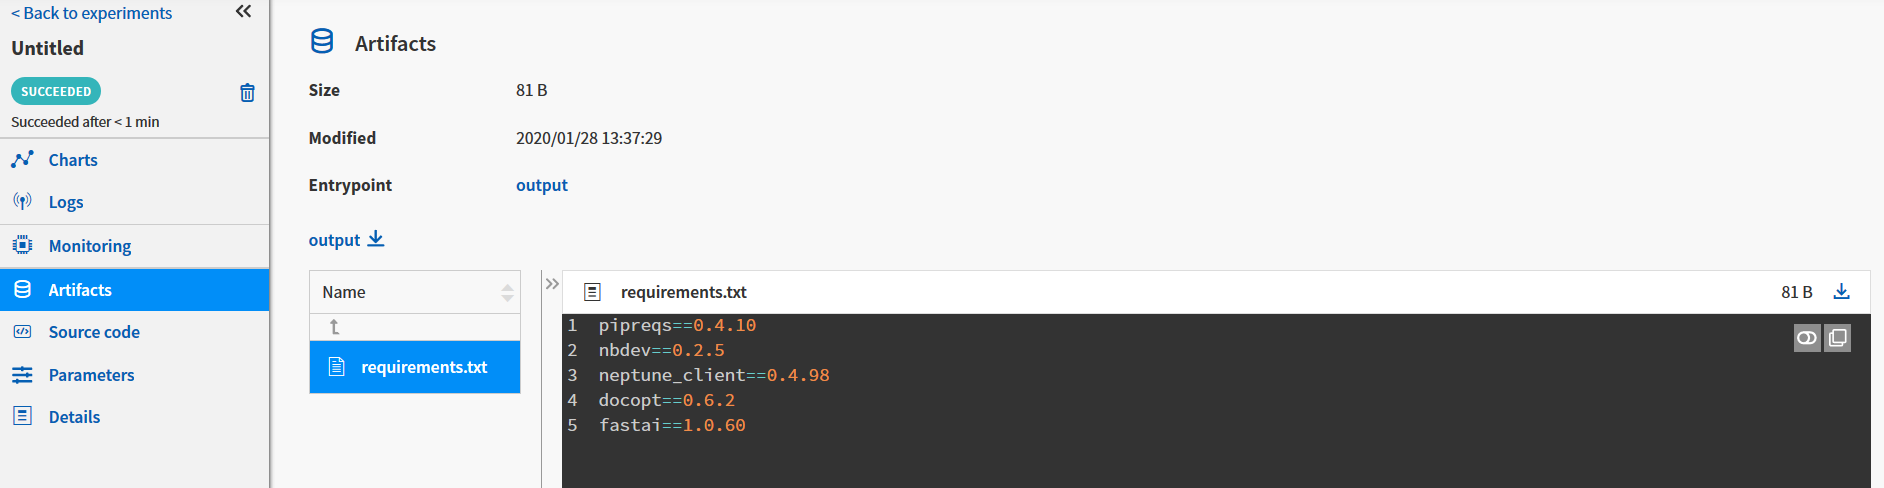 < Back to experiments
Untitled
SUCCEEDED
Succeeded after < 1 min
Charts
Logs
Monitoring
Artifacts
Source code
Parameters
Details
Artifacts
Size 81 B
Modified 2020/01/28 13:37:29
Entrypoint output
output
Name
requirements.txt
requirements.txt 81 B
1 pipreqs==0.4.10
2 nbdev==0.2.5
3 neptune_client==0.4.98
4 docopt==0.6.2
5 fastai==1.0.60